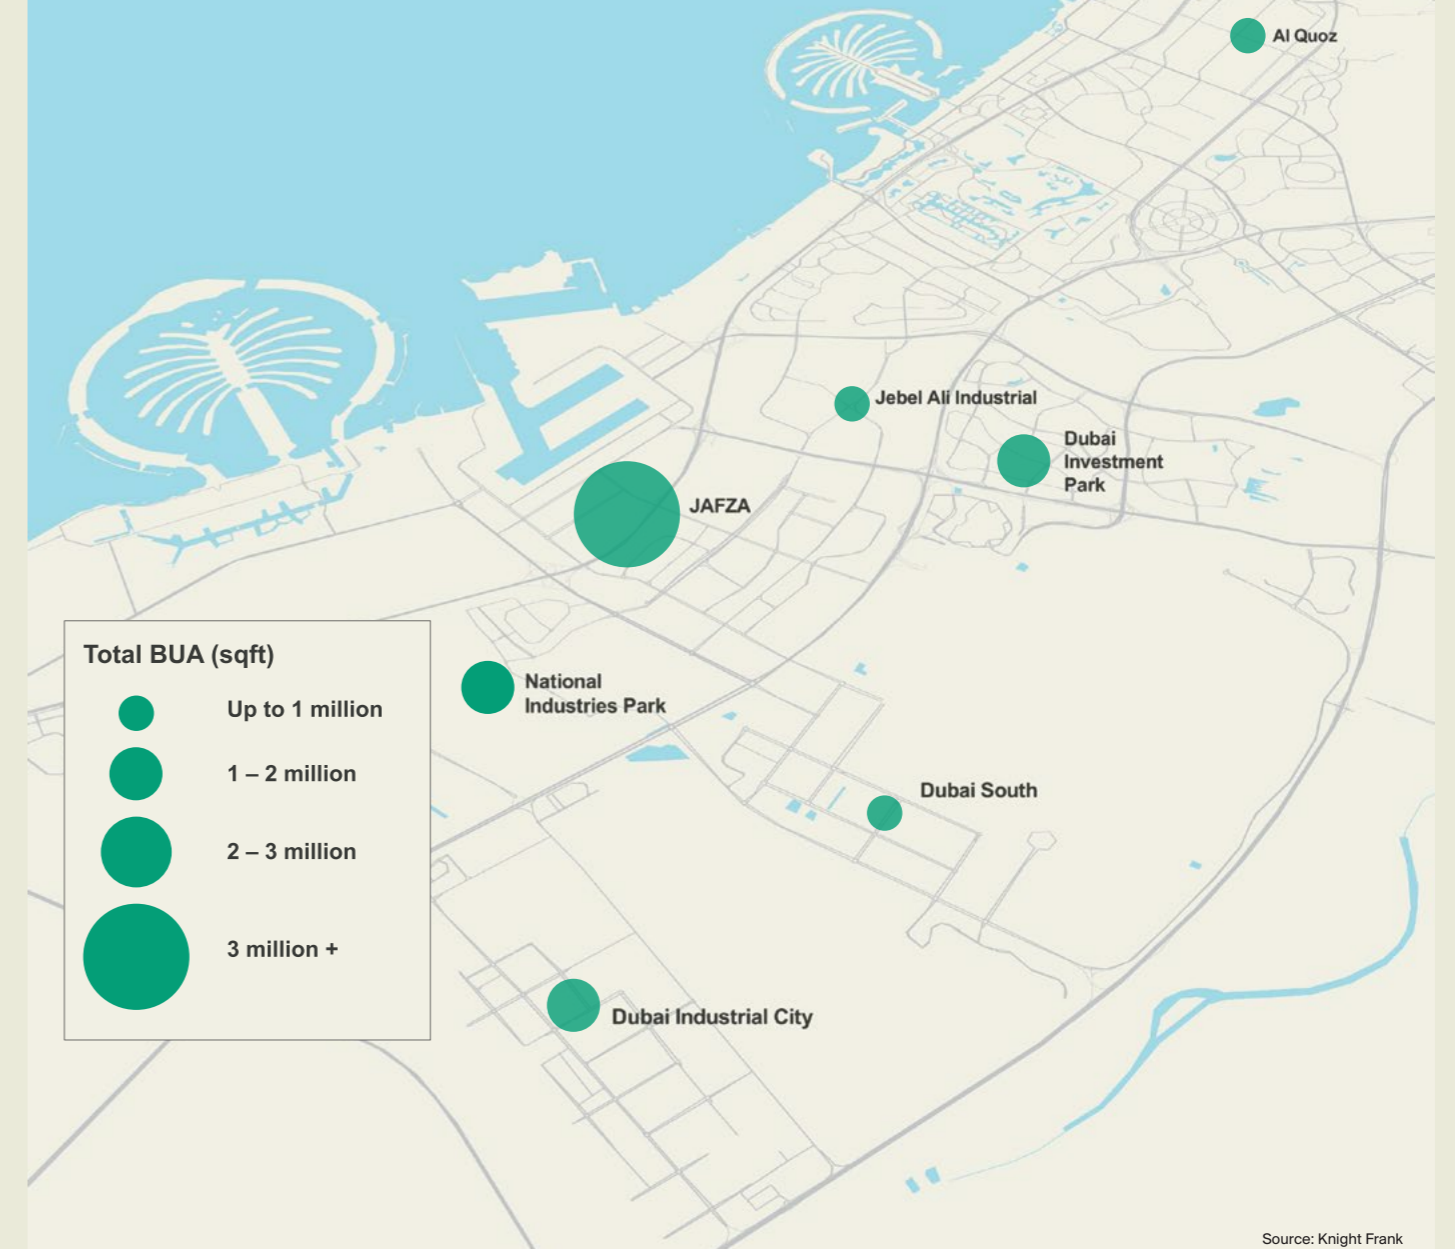 Al Quoz
Jebel Ali Industrial
Dubai
Investment
Park
JAFZA
National
Industries Park
Dubai South
Dubai Industrial City
Total BUA (sqft)
Up to 1 million
1 – 2 million
2 – 3 million
3 million +
Source: Knight Frank